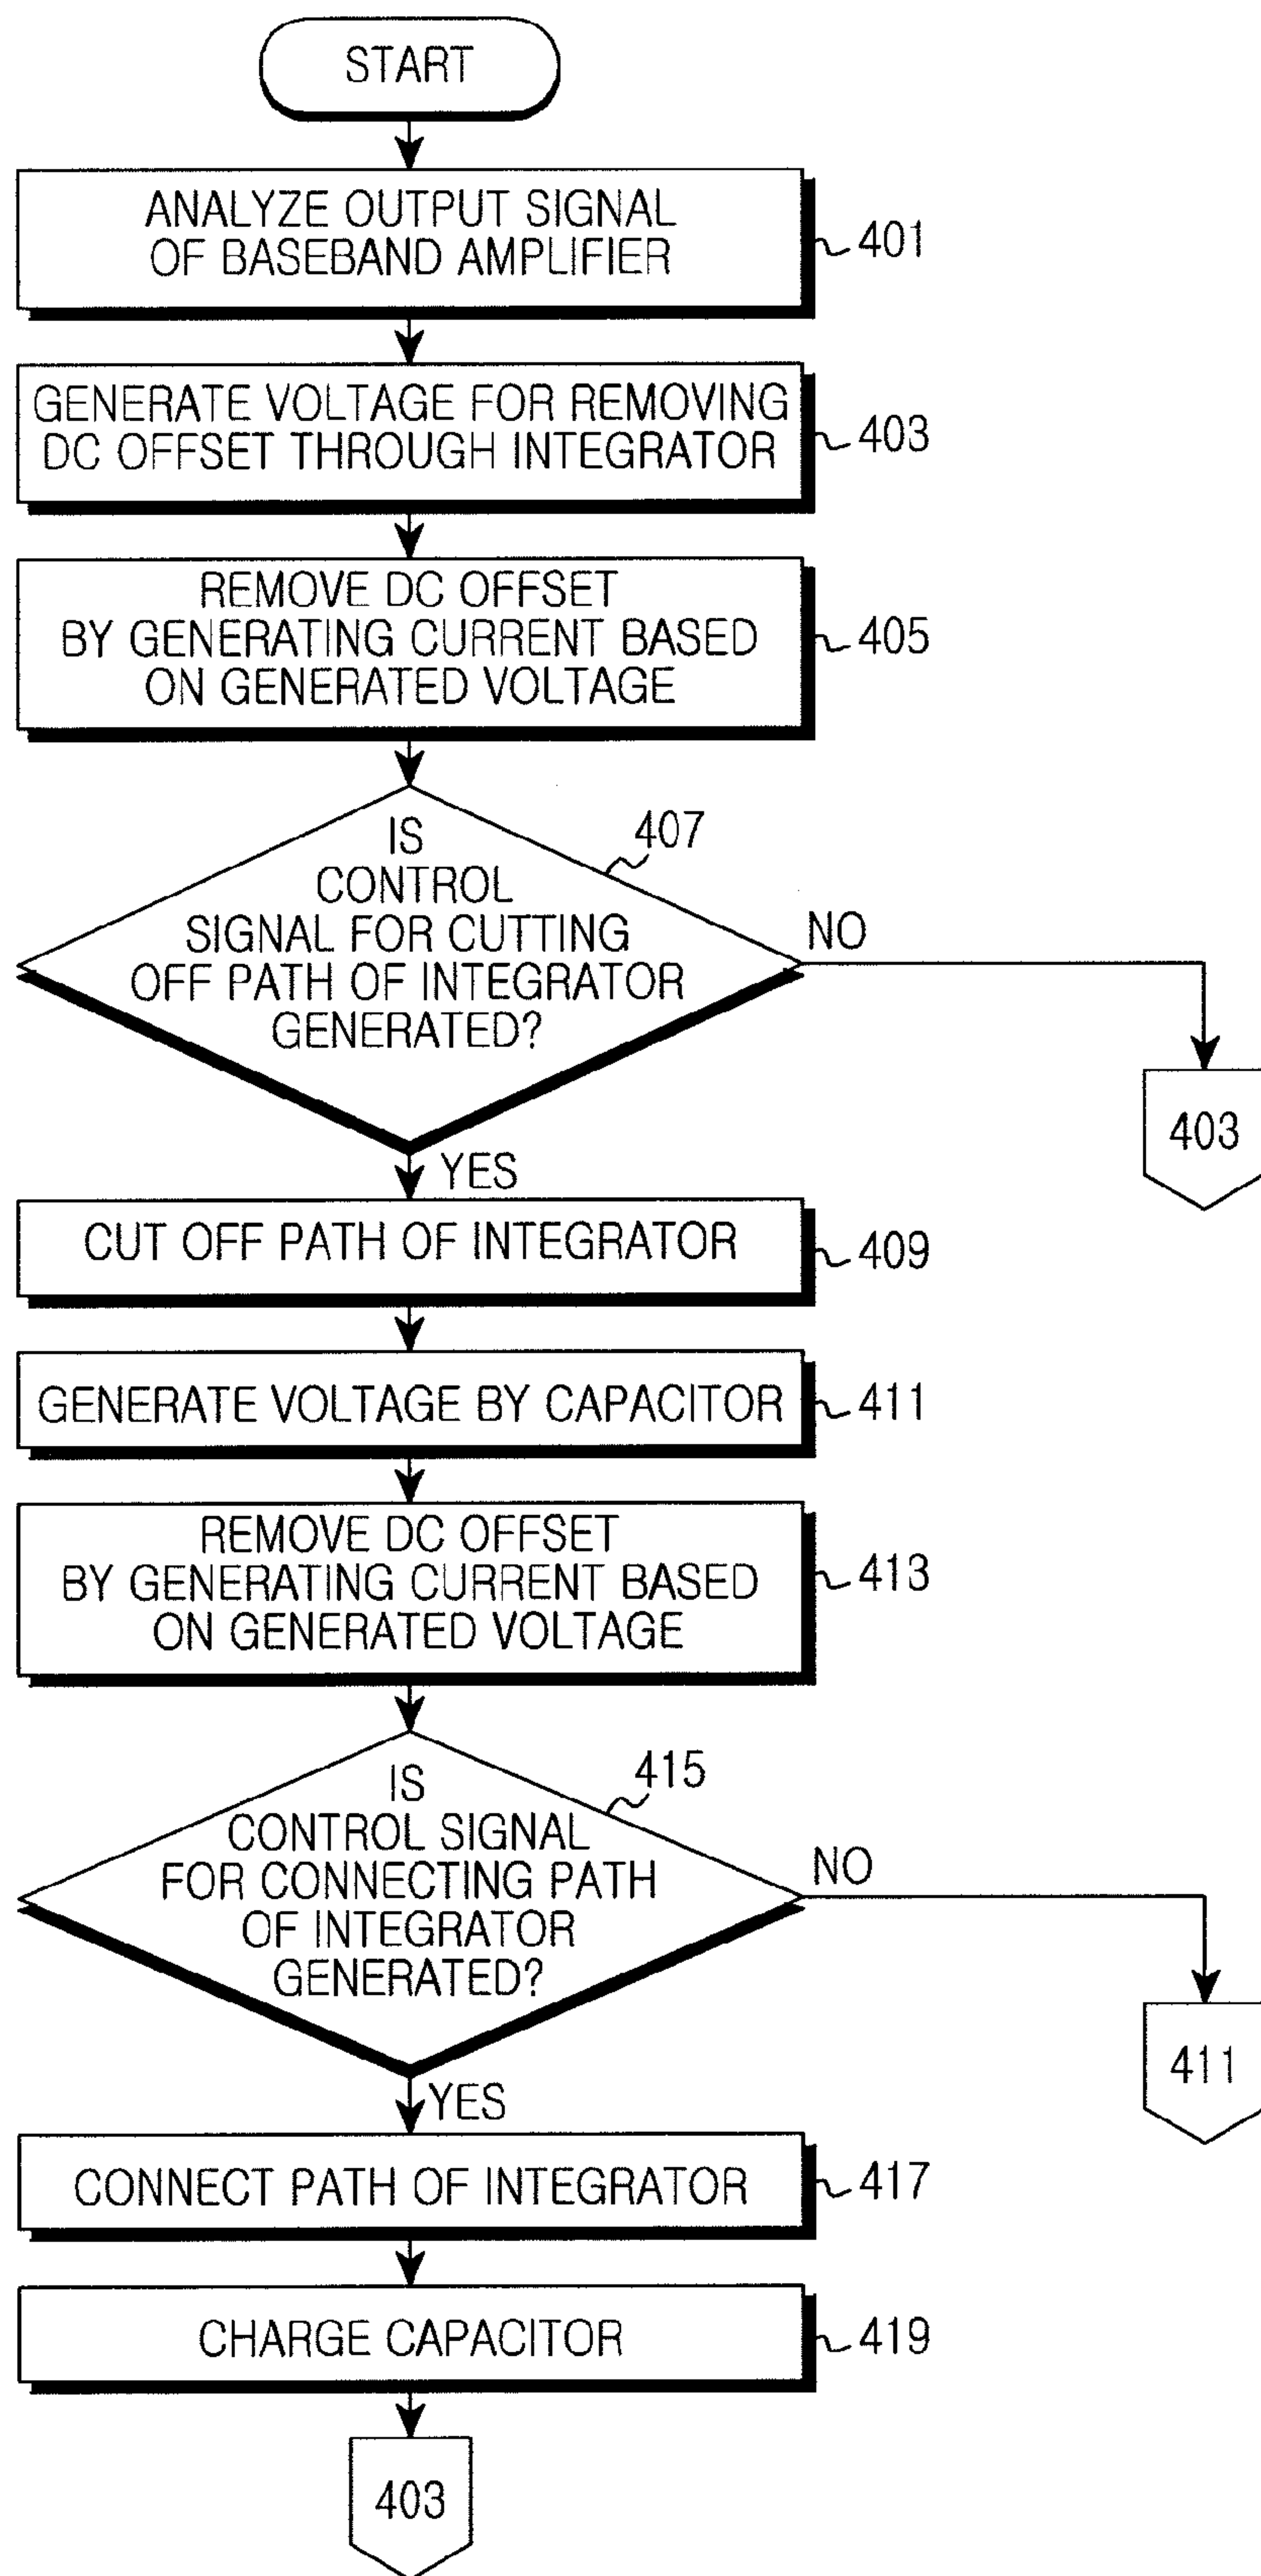 START
ANALYZE OUTPUT SIGNAL
OF BASEBAND AMPLIFIER
401
GENERATE VOLTAGE FOR REMOVING
DC OFFSET THROUGH INTEGRATOR
403
REMOVE DC OFFSET
BY GENERATING CURRENT BASED
ON GENERATED VOLTAGE
405
IS
CONTROL
SIGNAL FOR CUTTING
OFF PATH OF INTEGRATOR
GENERATED?
407
NO
403
YES
CUT OFF PATH OF INTEGRATOR
409
GENERATE VOLTAGE BY CAPACITOR
411
REMOVE DC OFFSET
BY GENERATING CURRENT BASED
ON GENERATED VOLTAGE
413
IS
CONTROL SIGNAL
FOR CONNECTING PATH
OF INTEGRATOR
GENERATED?
415
NO
411
YES
CONNECT PATH OF INTEGRATOR
417
CHARGE CAPACITOR
419
403